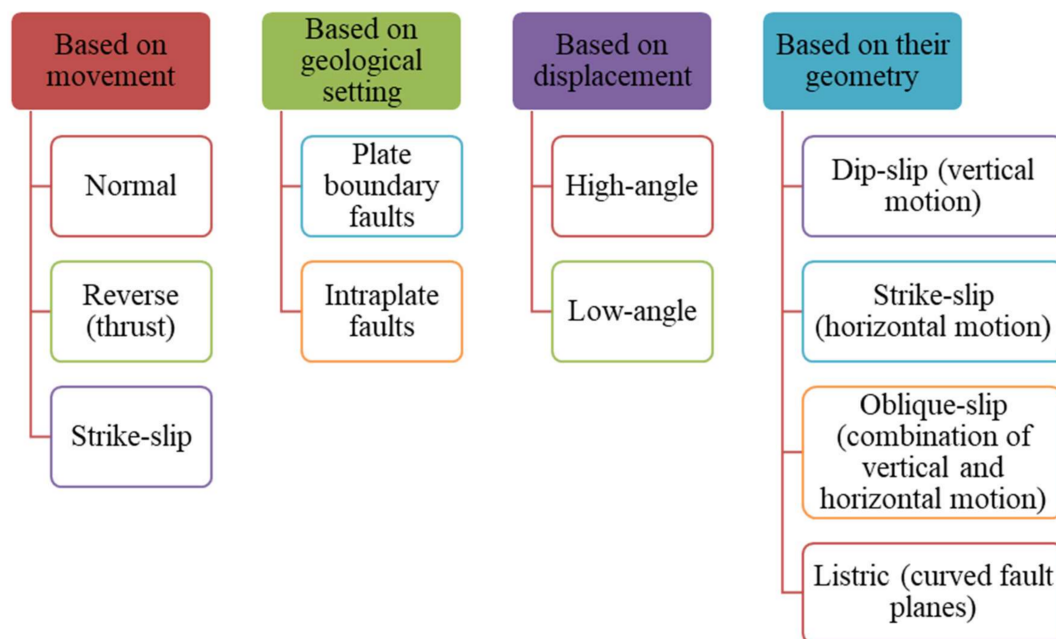 Based on
movement
Normal
Reverse
(thrust)
Strike-slip
Based on
geological
setting
Plate
boundary
faults
Intraplate
faults
Based on
displacement
High-angle
Low-angle
Based on their
geometry
Dip-slip (vertical
motion)
Strike-slip
(horizontal motion)
Oblique-slip
(combination of
vertical and
horizontal motion)
Listric (curved fault
planes)